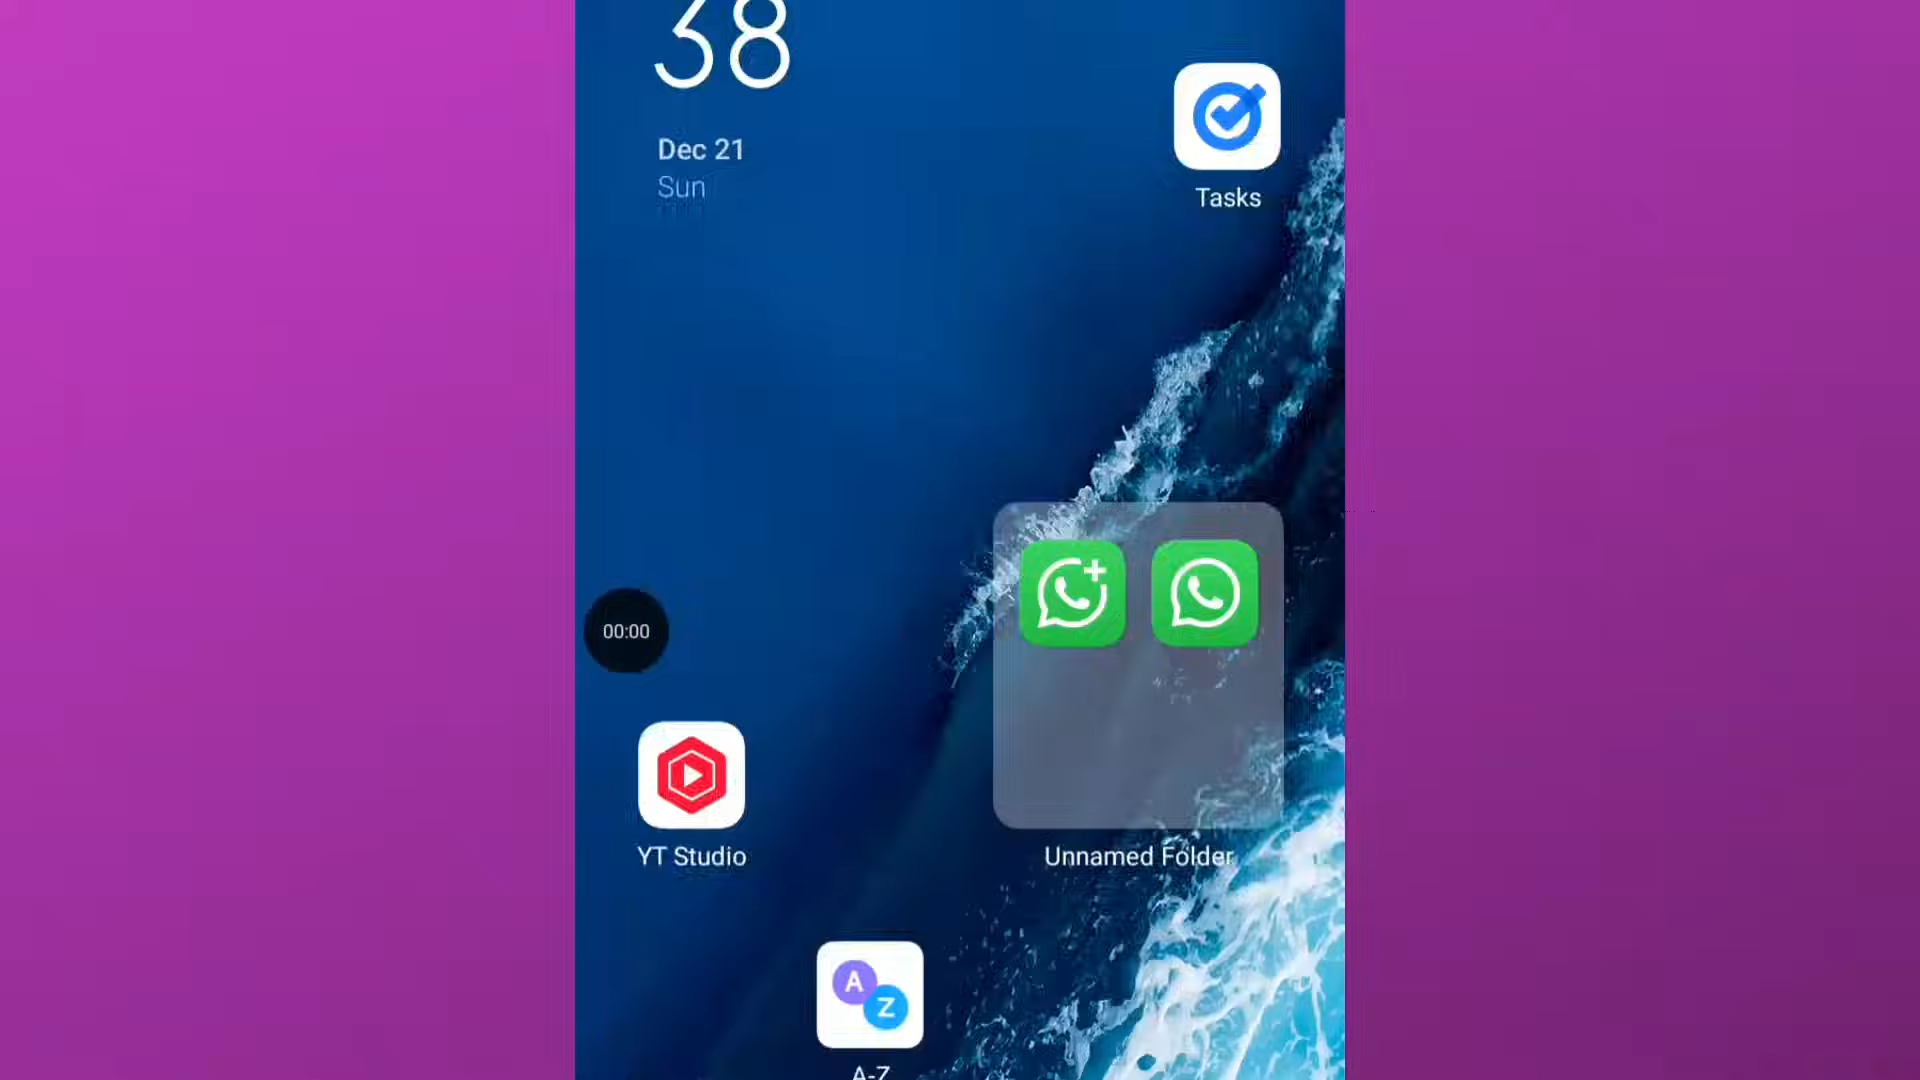 38
Dec 21
Sun
Tasks
00:00
YT Studio
Unnamed Folder
A
Z
A-Z